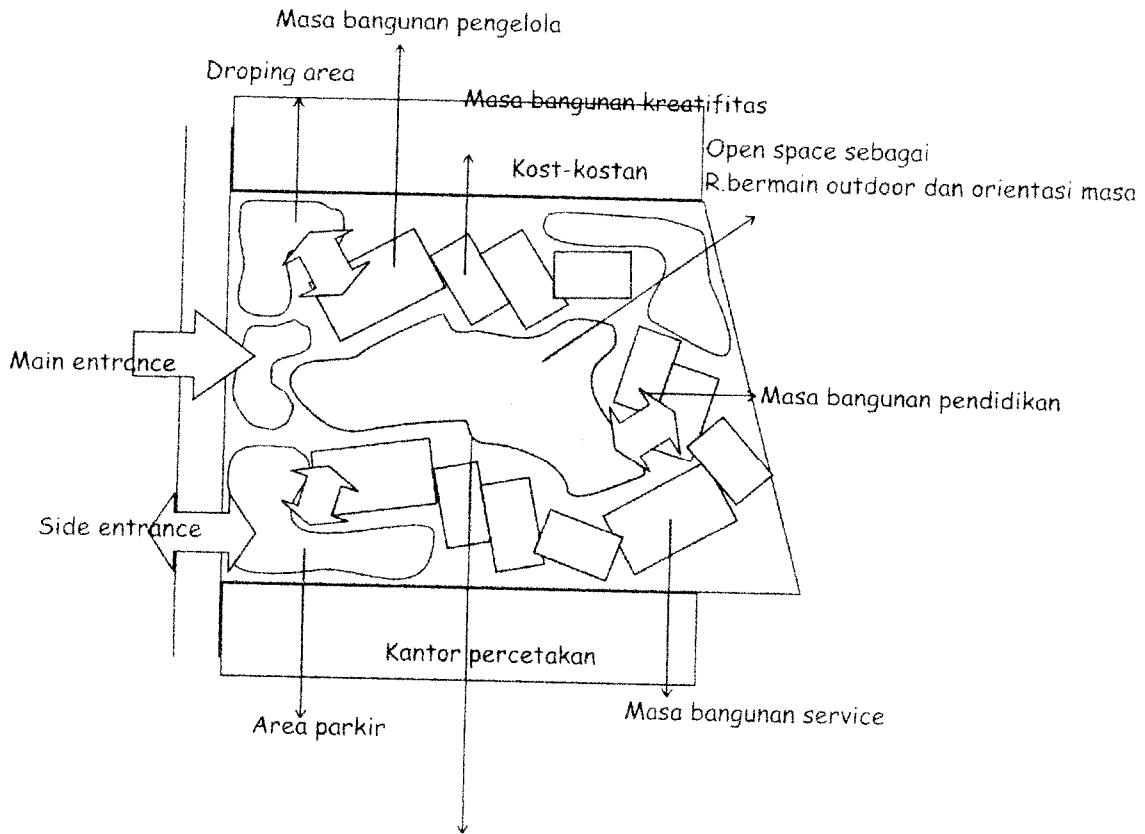 Masa bangunan pengelola
Droping area
Masa bangunan kreatifitas
Kost-kostan
Open space sebagai
R.bermain outdoor dan orientasi masa
Main entrance
Masa bangunan pendidikan
Side entrance
Kantor percetakan
Area parkir
Masa bangunan service